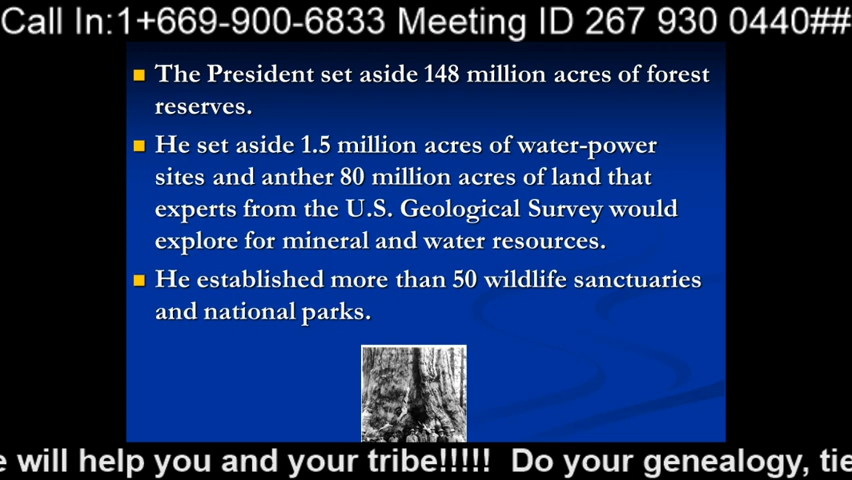 Call In:1+669-900-6833 Meeting ID 267 930 0440##
The President set aside 148 million acres of forest
reserves.
He set aside 1.5 million acres of water-power
sites and anther 80 million acres of land that
experts from the U.S. Geological Survey would
explore for mineral and water resources.
He established more than 50 wildlife sanctuaries
and national parks.
will help you and your tribe!!!!! Do your genealogy, tie